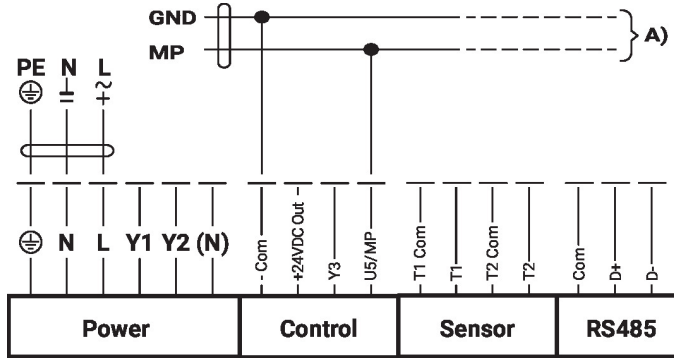 GND
MP
A)
PE N L
N L Y1 Y2 (N)
- Com
+24VDC Out
Y3
U5/MP
T1 Com
T1
T2 Com
T2
Com
D+
D-
Power Control Sensor RS485